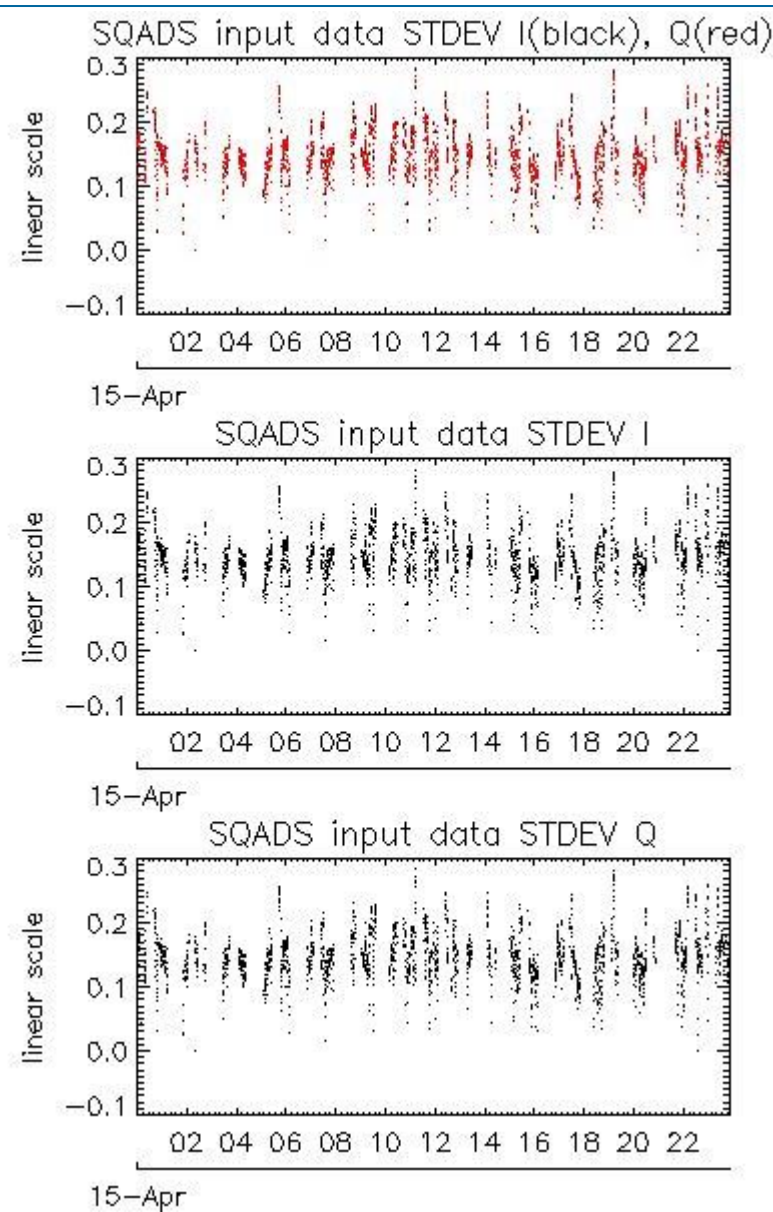 SQADS input data STDEV I(black), Q(red)
0.3
0.2
0.1
0.0
−0.1
linear scale
02 04 06 08 10 12 14 16 18 20 22
15−Apr
SQADS input data STDEV I
0.3
0.2
0.1
0.0
−0.1
linear scale
02 04 06 08 10 12 14 16 18 20 22
15−Apr
SQADS input data STDEV Q
0.3
0.2
0.1
0.0
−0.1
linear scale
02 04 06 08 10 12 14 16 18 20 22
15−Apr